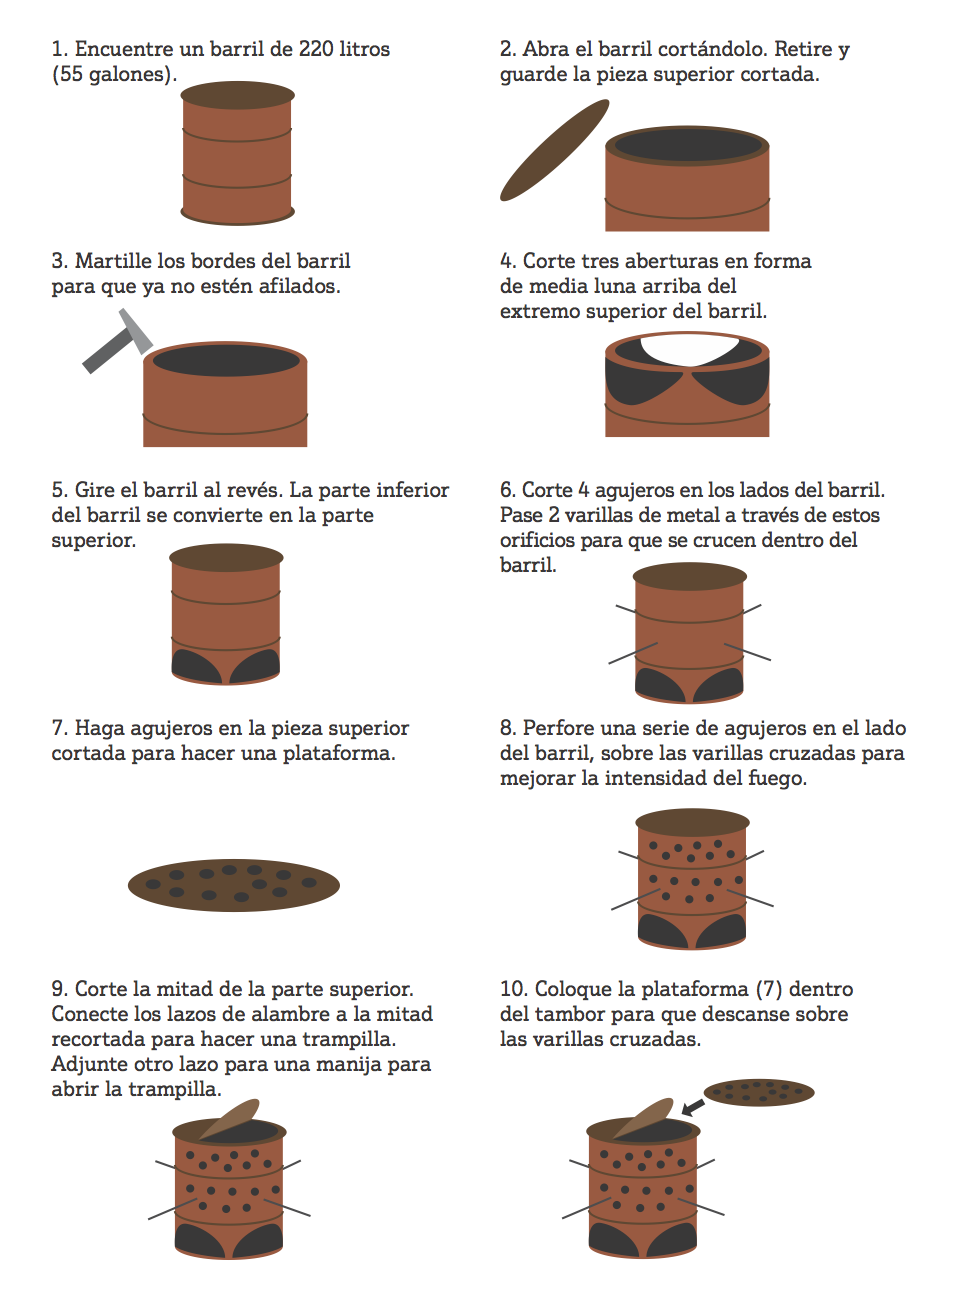 1. Encuentre un barril de 220 litros
(55 galones).
2. Abra el barril cortándolo. Retire y
guarde la pieza superior cortada.
3. Martille los bordes del barril
para que ya no estén afilados.
4. Corte tres aberturas en forma
de media luna arriba del
extremo superior del barril.
5. Gire el barril al revés. La parte inferior
del barril se convierte en la parte
superior.
6. Corte 4 agujeros en los lados del barril.
Pase 2 varillas de metal a través de estos
orificios para que se crucen dentro del
barril.
7. Haga agujeros en la pieza superior
cortada para hacer una plataforma.
8. Perfore una serie de agujeros en el lado
del barril, sobre las varillas cruzadas para
mejorar la intensidad del fuego.
9. Corte la mitad de la parte superior.
Conecte los lazos de alambre a la mitad
recortada para hacer una trampilla.
Adjunte otro lazo para una manija para
abrir la trampilla.
10. Coloque la plataforma (7) dentro
del tambor para que descanse sobre
las varillas cruzadas.